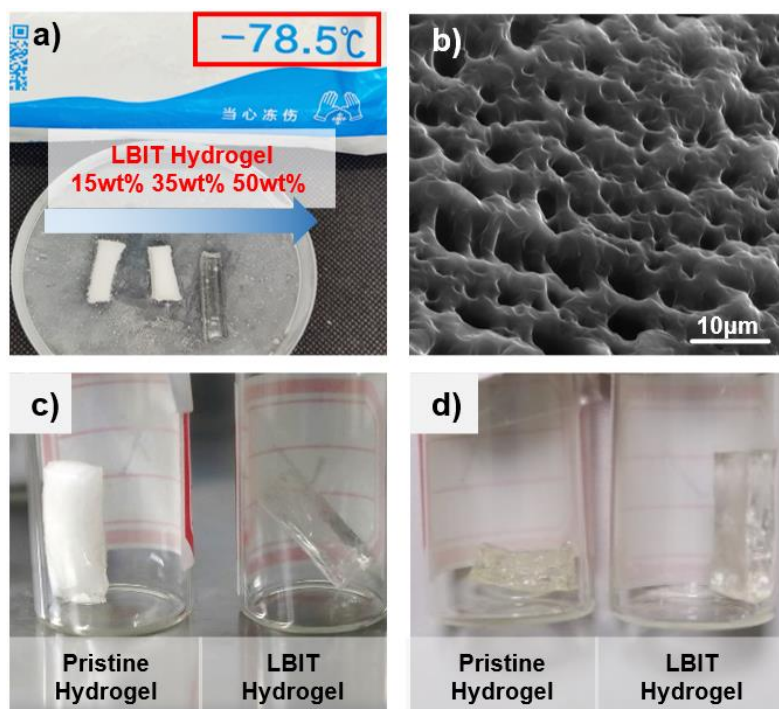 a)
-78.5℃
当心冻伤
LBIT Hydrogel
15wt% 35wt% 50wt%
b)
10μm
c)
Pristine
Hydrogel
LBIT
Hydrogel
d)
Pristine
Hydrogel
LBIT
Hydrogel